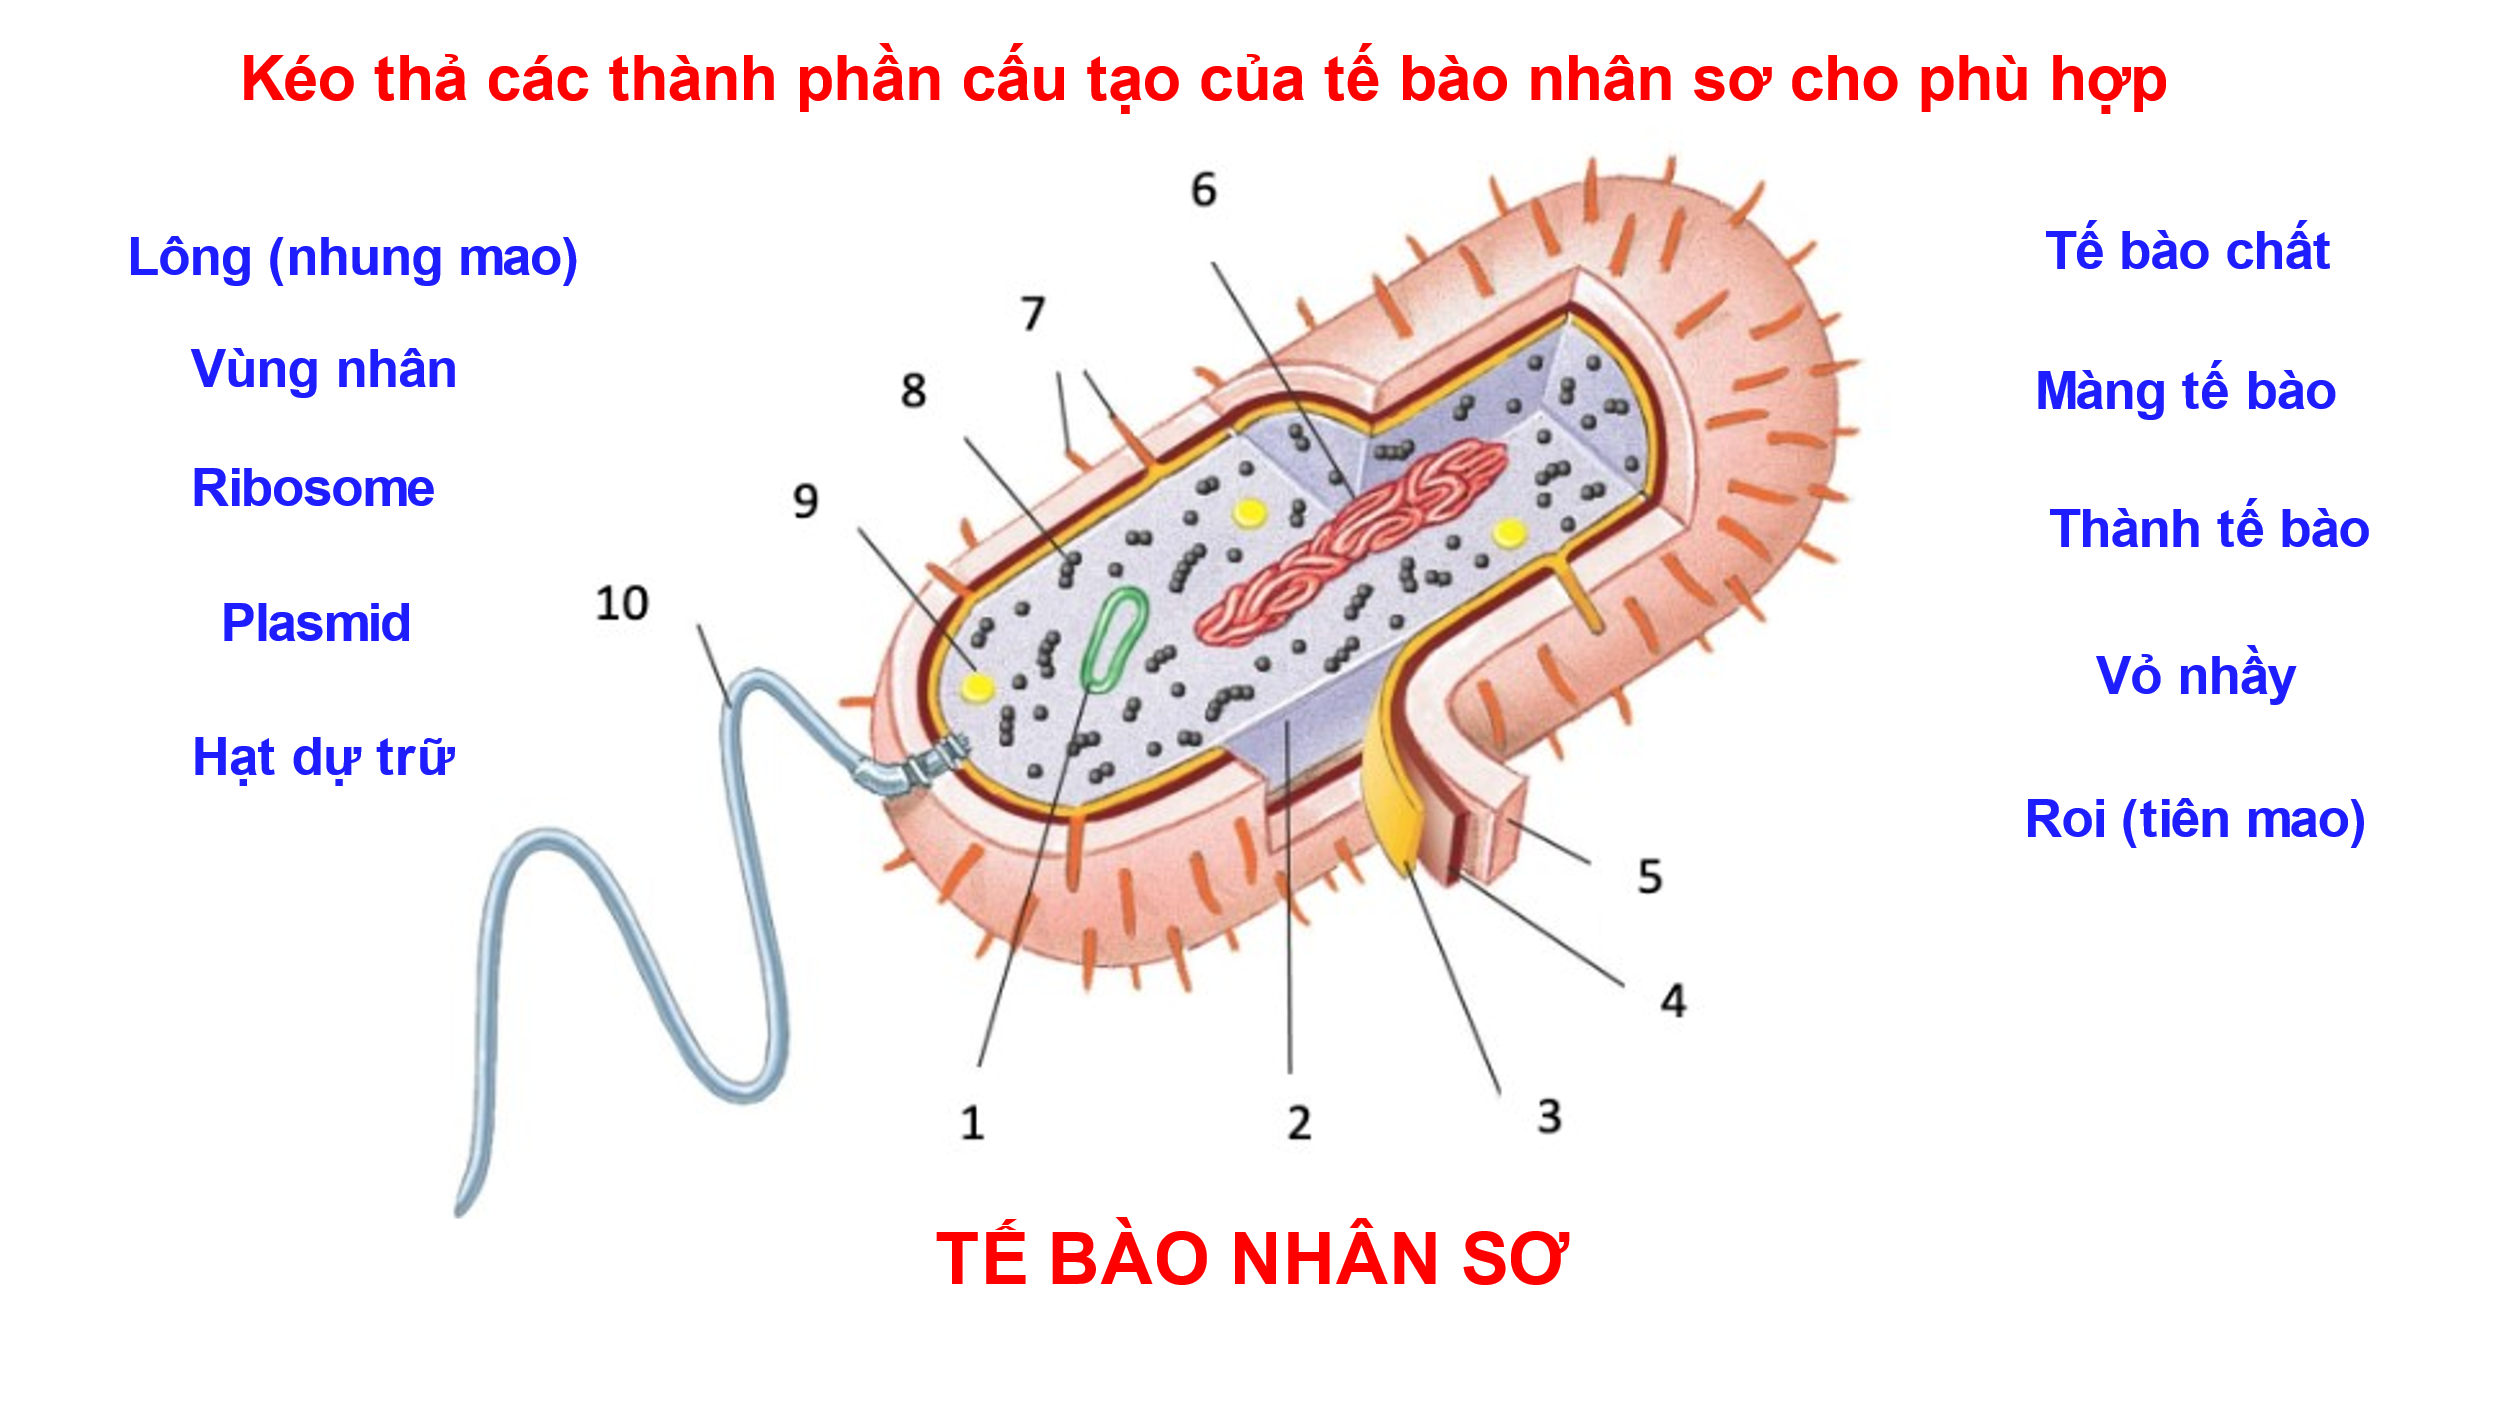 Kéo thả các thành phần cấu tạo của tế bào nhân sơ cho phù hợp
Lông (nhung mao)
Vùng nhân
Ribosome
Plasmid
Hạt dự trữ
6
7
8
9
10
1
2
3
4
5
Tế bào chất
Màng tế bào
Thành tế bào
Vỏ nhầy
Roi (tiên mao)
TẾ BÀO NHÂN SƠ